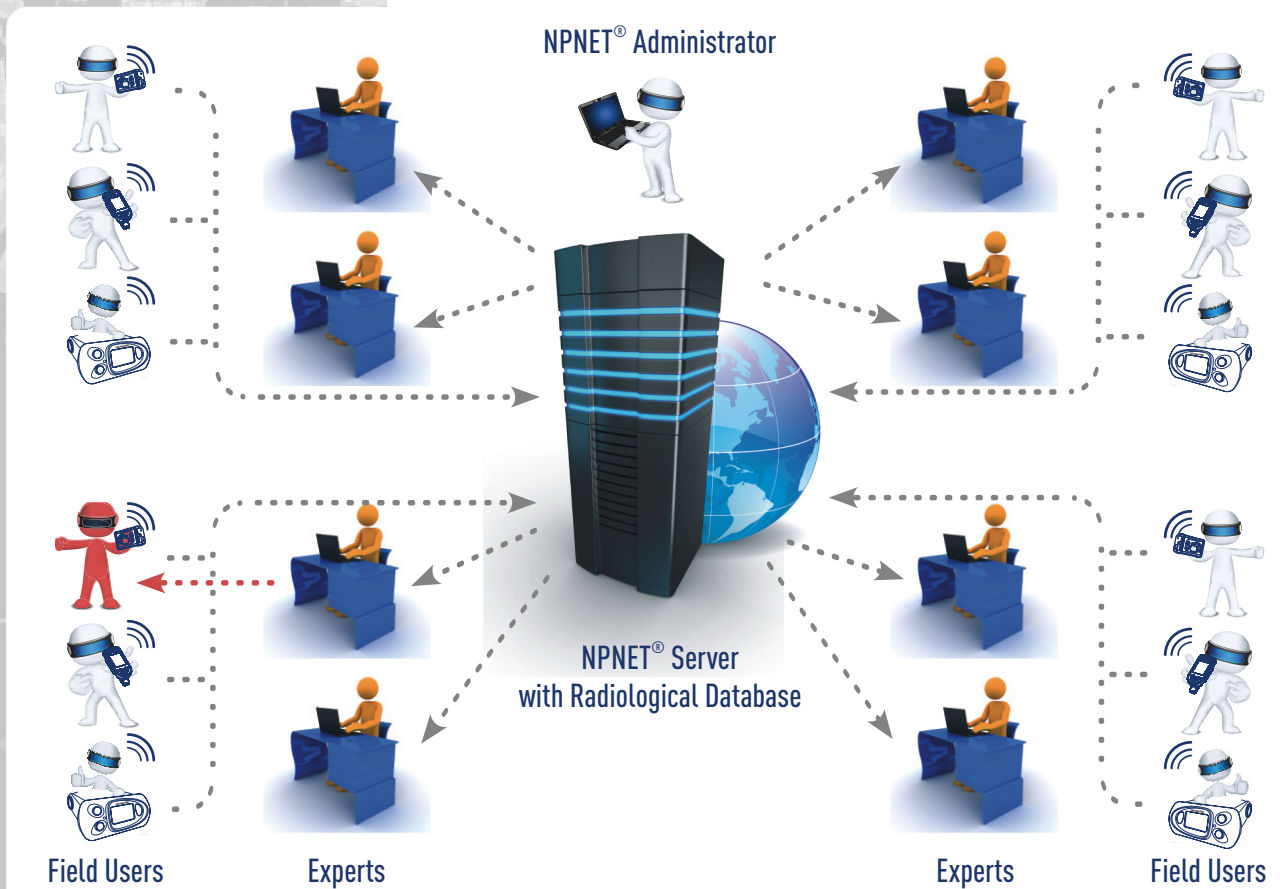 NPNET® Administrator
NPNET® Server
with Radiological Database
Field Users
Experts
Experts
Field Users